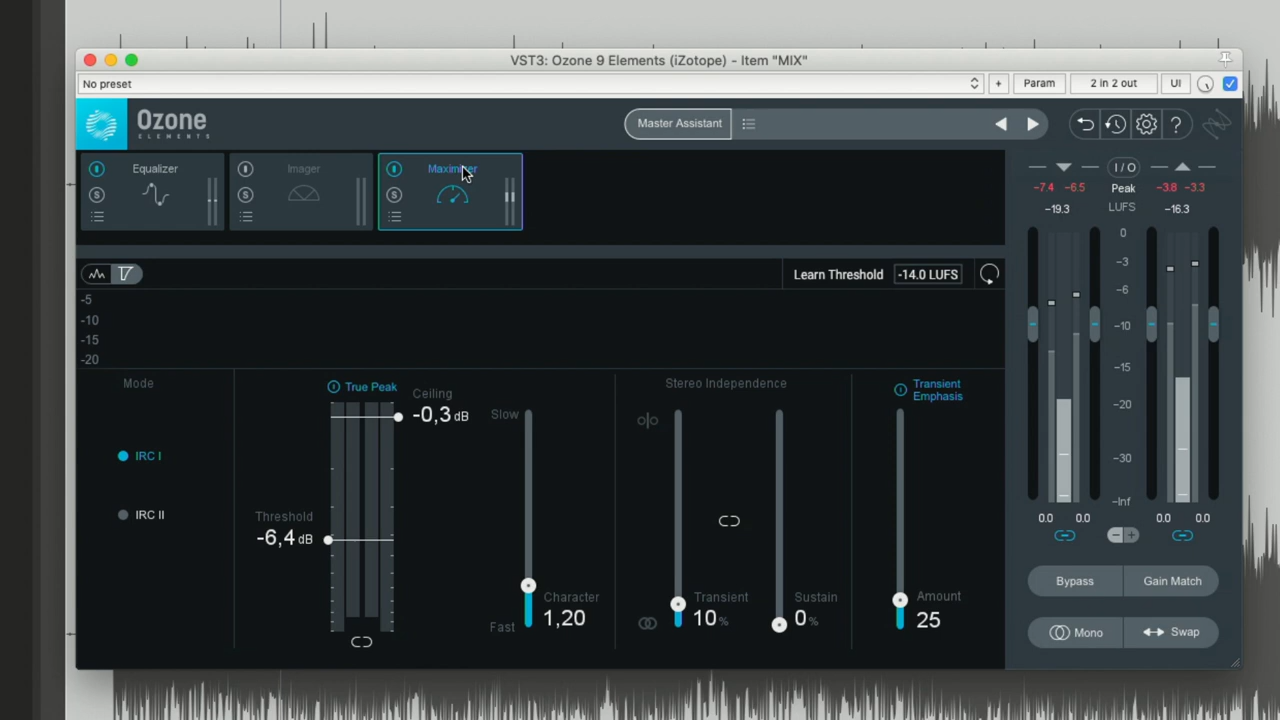 VST3: Ozone 9 Elements (iZotope) - Item "MIX"
No preset
+
Param
2 in 2 out
UI
Ozone
ELEMENTS
Master Assistant
?
Equalizer
S
Imager
S
Maximizer
S
I / O
-7.4 -6.5 Peak -3.8 -3.3
-19.3 LUFS -16.3
Learn Threshold -14.0 LUFS
-5
-10
-15
-20
0
-3
-6
-10
-15
-20
-30
-Inf
0.0 0.0 0.0 0.0
Bypass Gain Match
Mono Swap
Mode
IRC I
IRC II
True Peak
Ceiling
-0,3 dB
Threshold
-6,4 dB
Slow
Character
1,20
Fast
Stereo Independence
Transient
10 %
Sustain
0 %
Transient
Emphasis
Amount
25